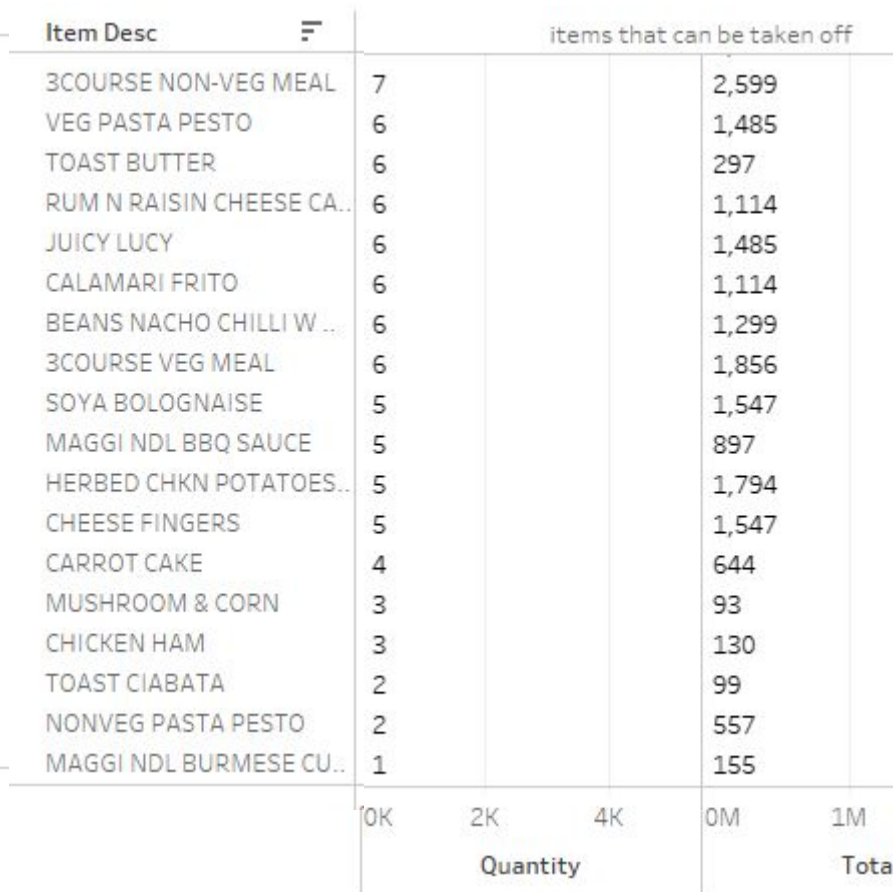 Item Desc
items that can be taken off
3COURSE NON-VEG MEAL 7 2,599
VEG PASTA PESTO 6 1,485
TOAST BUTTER 6 297
RUM N RAISIN CHEESE CA.. 6 1,114
JUICY LUCY 6 1,485
CALAMARI FRITO 6 1,114
BEANS NACHO CHILLI W .. 6 1,299
3COURSE VEG MEAL 6 1,856
SOYA BOLOGNAISE 5 1,547
MAGGI NDL BBQ SAUCE 5 897
HERBED CHKN POTATOES.. 5 1,794
CHEESE FINGERS 5 1,547
CARROT CAKE 4 644
MUSHROOM & CORN 3 93
CHICKEN HAM 3 130
TOAST CIABATA 2 99
NONVEG PASTA PESTO 2 557
MAGGI NDL BURMESE CU.. 1 155
0K 2K 4K 0M 1M
Quantity Tota